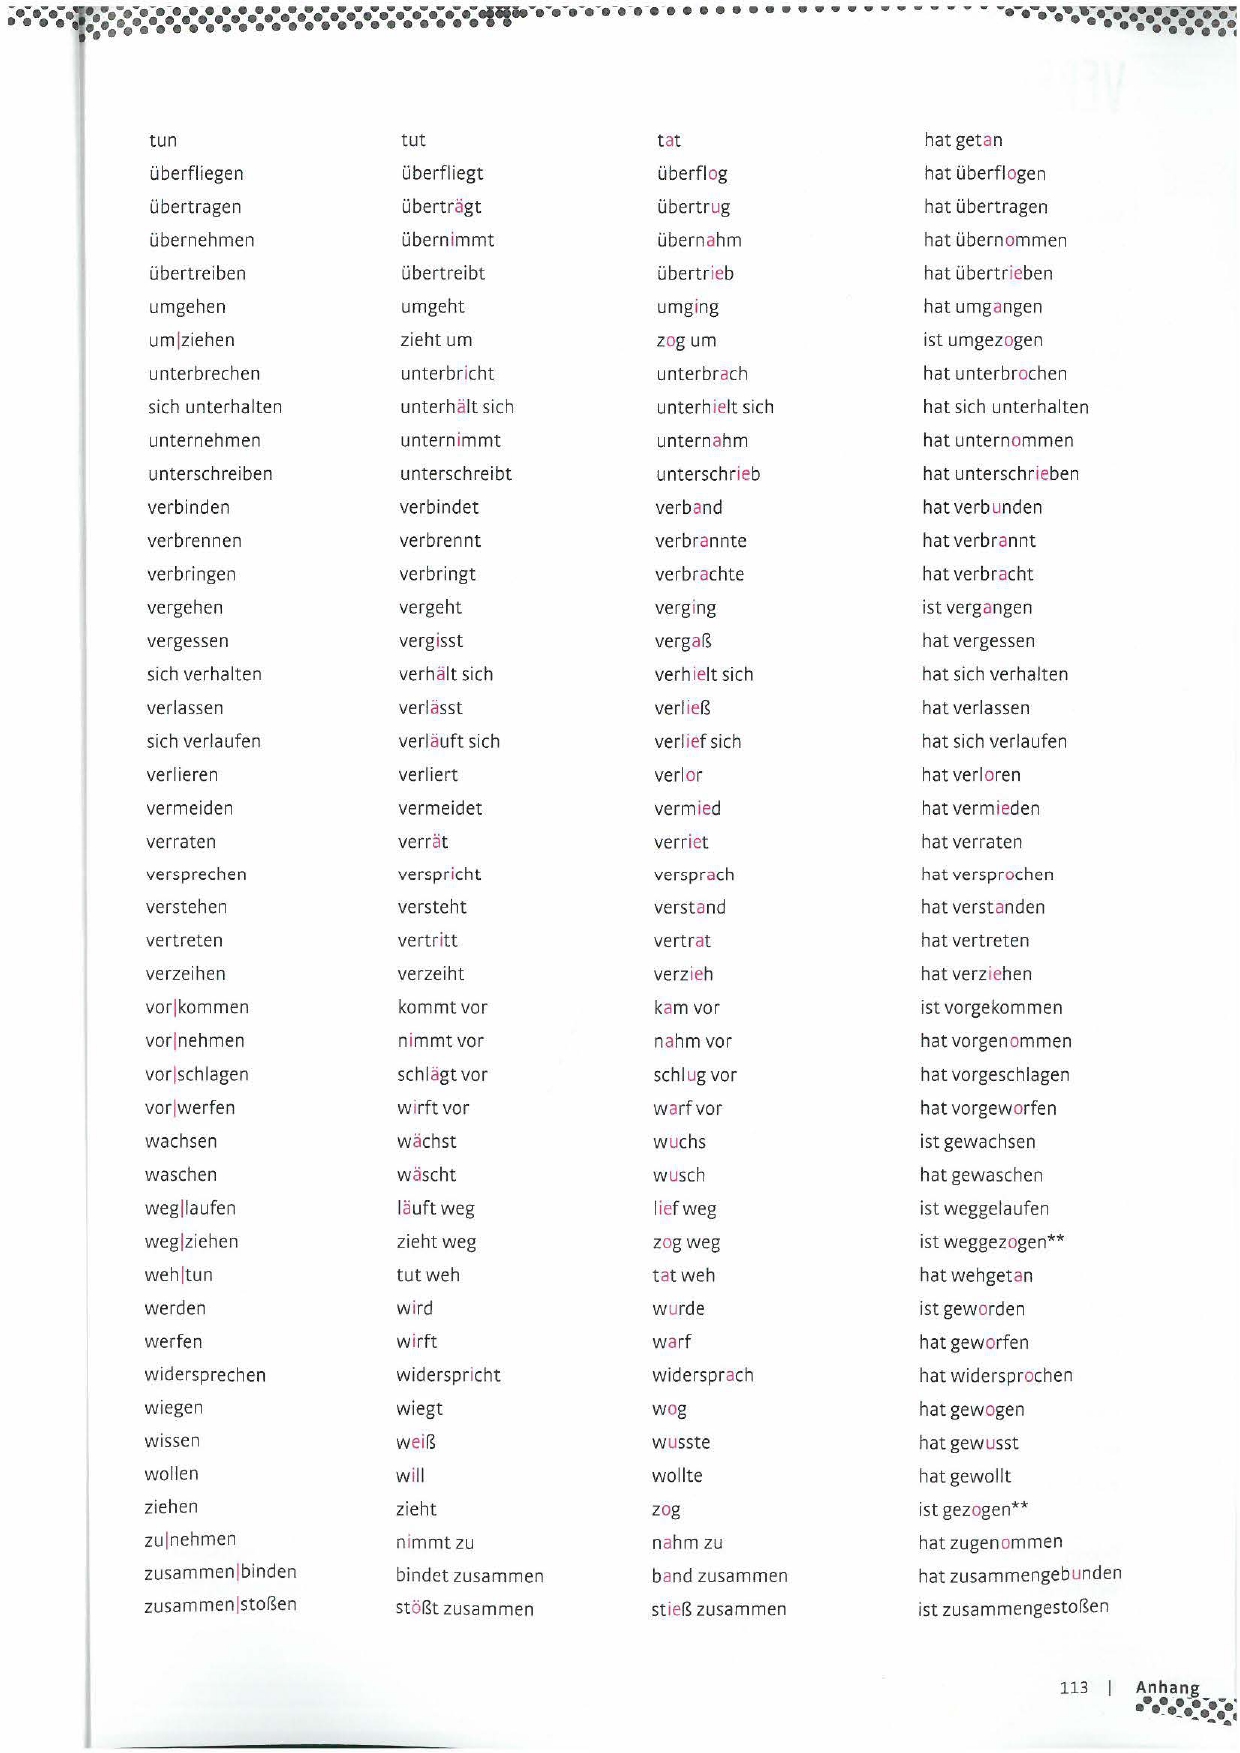 tun tut tat hat getan
überfliegen überfliegt überflog hat überflogen
übertragen überträgt übertrug hat übertragen
übernehmen übernimmt übernahm hat übernommen
übertreiben übertreibt übertrieb hat übertrieben
umgehen umgeht umging hat umgangen
um|ziehen zieht um zog um ist umgezogen
unterbrechen unterbricht unterbrach hat unterbrochen
sich unterhalten unterhält sich unterhielt sich hat sich unterhalten
unternehmen unternimmt unternahm hat unternommen
unterschreiben unterschreibt unterschrieb hat unterschrieben
verbinden verbindet verband hat verbunden
verbrennen verbrennt verbrannte hat verbrannt
verbringen verbringt verbrachte hat verbracht
vergehen vergeht verging ist vergangen
vergessen vergisst vergaß hat vergessen
sich verhalten verhält sich verhielt sich hat sich verhalten
verlassen verlässt verließ hat verlassen
sich verlaufen verläuft sich verlief sich hat sich verlaufen
verlieren verliert verlor hat verloren
vermeiden vermeidet vermied hat vermieden
verraten verrät verriet hat verraten
versprechen verspricht versprach hat versprochen
verstehen versteht verstand hat verstanden
vertreten vertritt vertrat hat vertreten
verzeihen verzeiht verzieh hat verziehen
vor|kommen kommt vor kam vor ist vorgekommen
vor|nehmen nimmt vor nahm vor hat vorgenommen
vor|schlagen schlägt vor schlug vor hat vorgeschlagen
vor|werfen wirft vor warf vor hat vorgeworfen
wachsen wächst wuchs ist gewachsen
waschen wäscht wusch hat gewaschen
weg|laufen läuft weg lief weg ist weggelaufen
weg|ziehen zieht weg zog weg ist weggezogen**
weh|tun tut weh tat weh hat wehgetan
werden wird wurde ist geworden
werfen wirft warf hat geworfen
widersprechen widerspricht widersprach hat widersprochen
wiegen wiegt wog hat gewogen
wissen weiß wusste hat gewusst
wollen will wollte hat gewollt
ziehen zieht zog ist gezogen**
zu|nehmen nimmt zu nahm zu hat zugenommen
zusammen|binden bindet zusammen band zusammen hat zusammengebunden
zusammen|stoßen stößt zusammen stieß zusammen ist zusammengestoßen
113 | Anhang